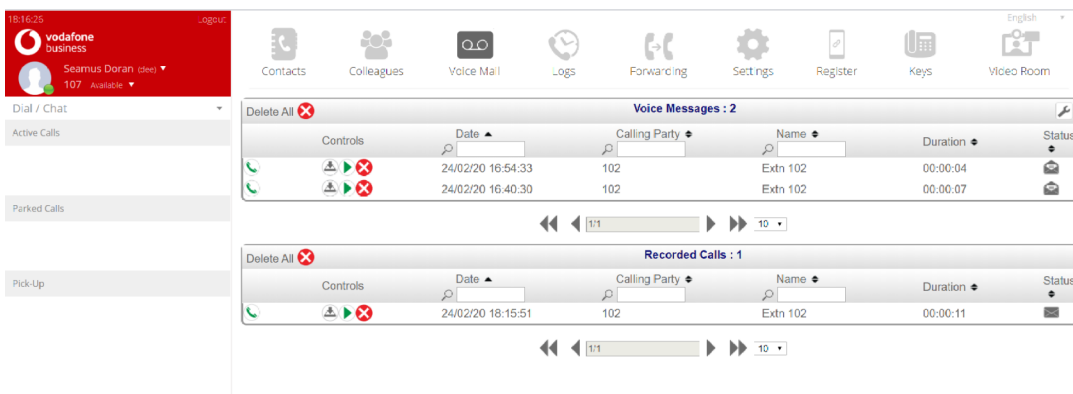 18:16:25 Logout
vodafone
business
Seamus Doran (dee)
107 Available
English
Contacts Colleagues Voice Mail Logs Forwarding Settings Register Keys Video Room
Dial / Chat
Active Calls
Parked Calls
Pick-Up
Delete All Voice Messages : 2
Controls Date Calling Party Name Duration Status
24/02/20 16:54:33 102 Extn 102 00:00:04
24/02/20 16:40:30 102 Extn 102 00:00:07
1/1 10
Delete All Recorded Calls : 1
Controls Date Calling Party Name Duration Status
24/02/20 18:15:51 102 Extn 102 00:00:11
1/1 10